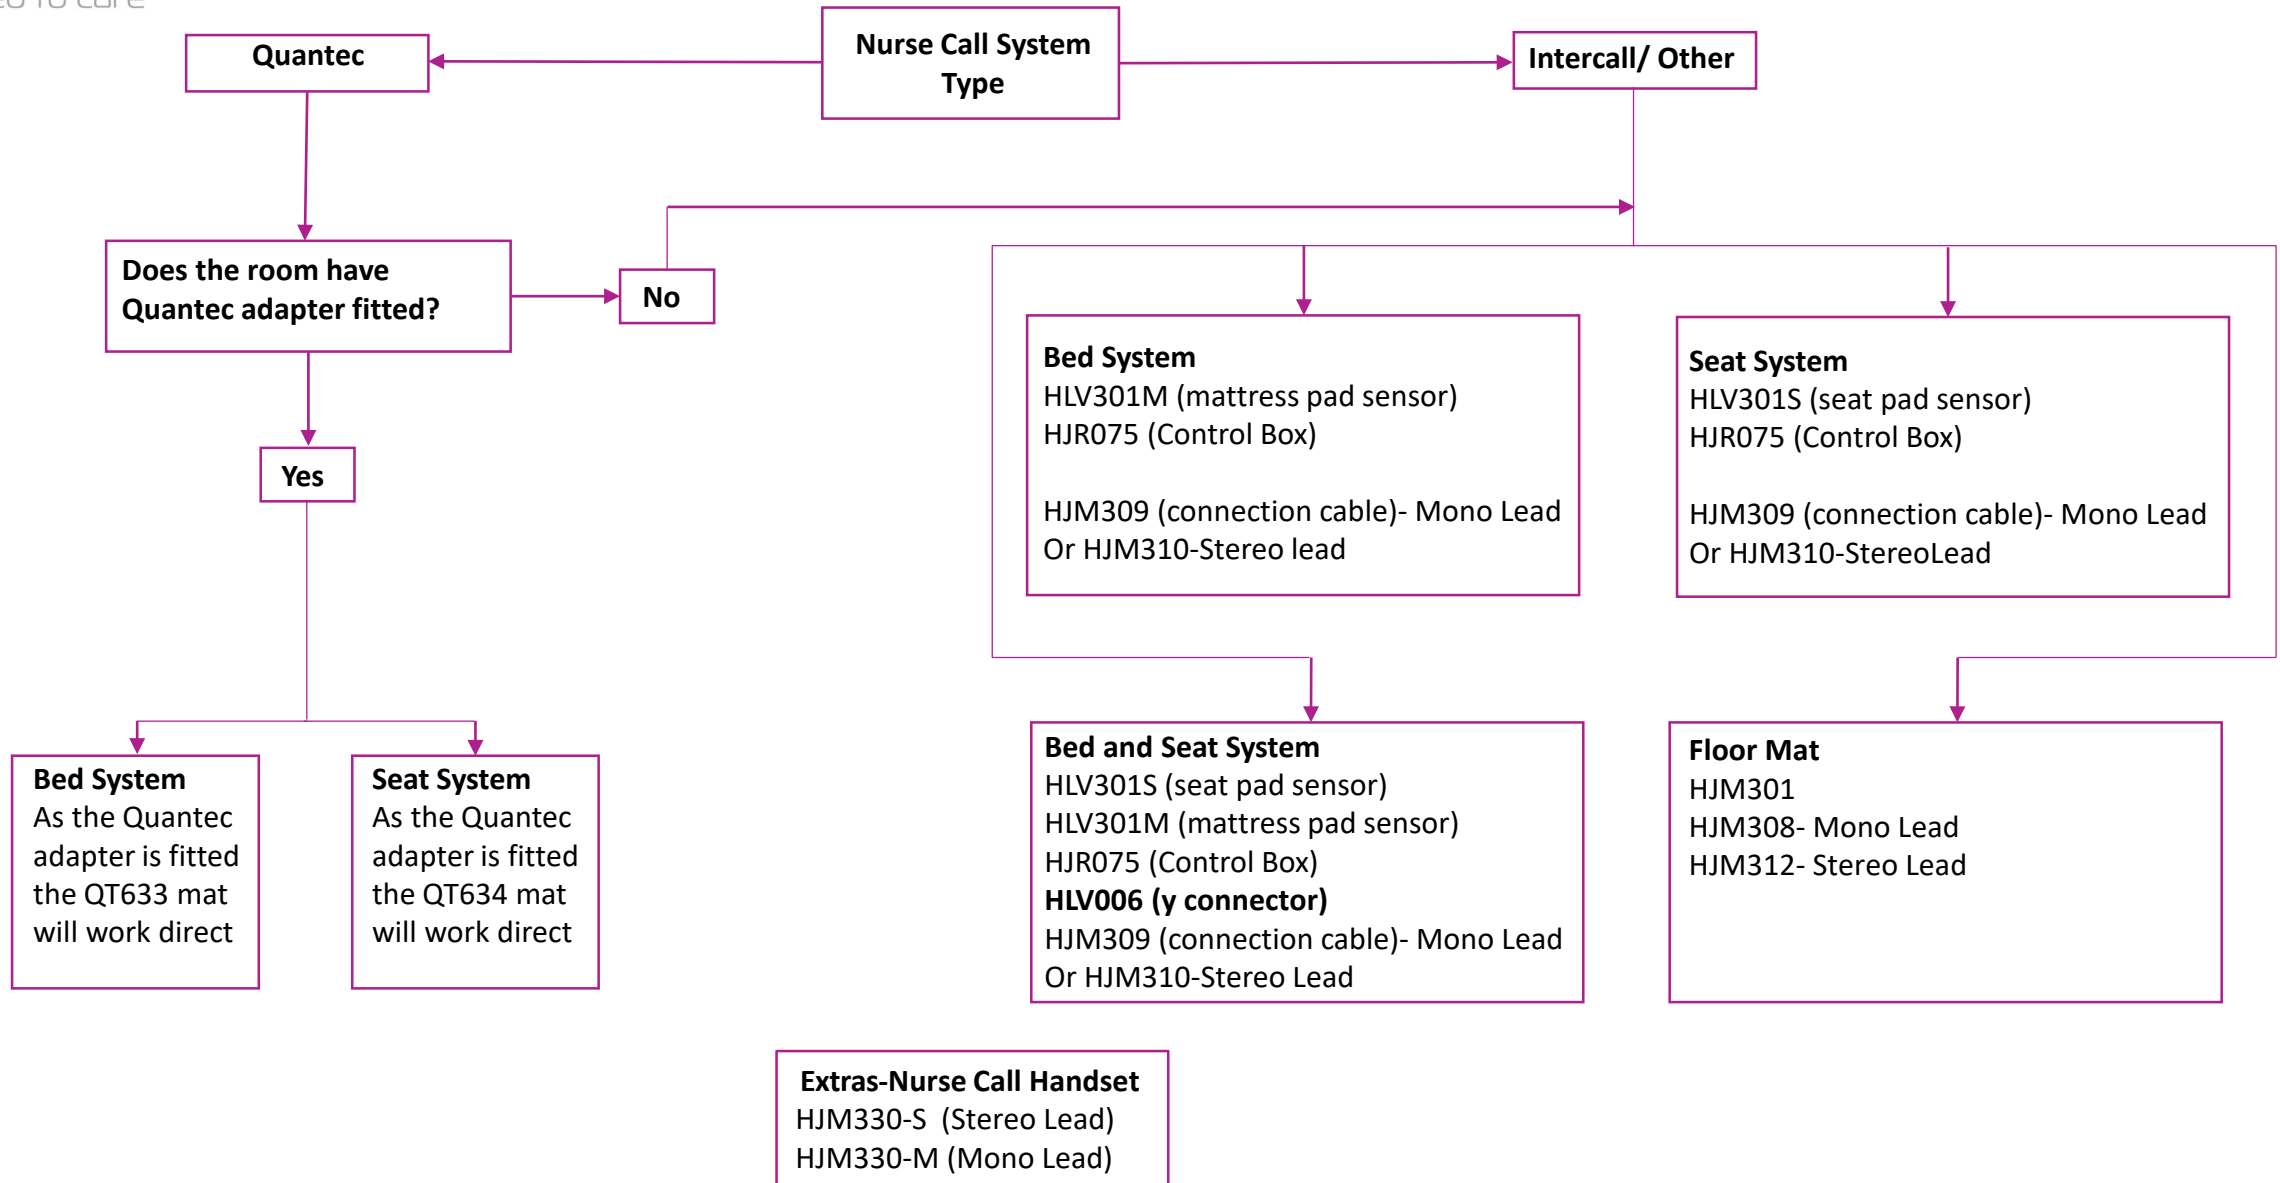 to care
Nurse Call System
Type
Quantec
Intercall/ Other
Does the room have
Quantec adapter fitted?
No
Yes
Bed System
HLV301M (mattress pad sensor)
HJR075 (Control Box)
HJM309 (connection cable)- Mono Lead
Or HJM310-Stereo lead
Seat System
HLV301S (seat pad sensor)
HJR075 (Control Box)
HJM309 (connection cable)- Mono Lead
Or HJM310-StereoLead
Bed System
As the Quantec
adapter is fitted
the QT633 mat
will work direct
Seat System
As the Quantec
adapter is fitted
the QT634 mat
will work direct
Bed and Seat System
HLV301S (seat pad sensor)
HLV301M (mattress pad sensor)
HJR075 (Control Box)
HLV006 (y connector)
HJM309 (connection cable)- Mono Lead
Or HJM310-Stereo Lead
Floor Mat
HJM301
HJM308- Mono Lead
HJM312- Stereo Lead
Extras-Nurse Call Handset
HJM330-S (Stereo Lead)
HJM330-M (Mono Lead)